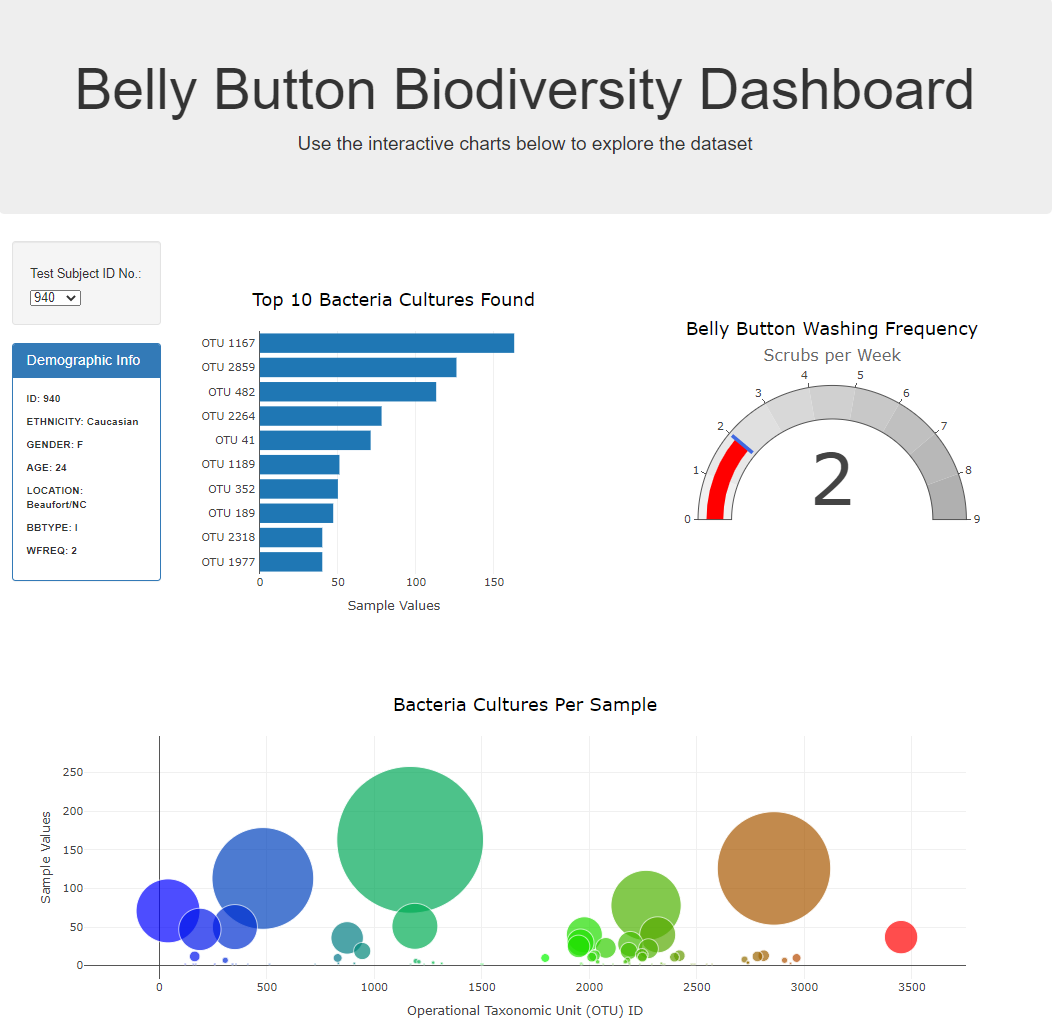 Belly Button Biodiversity Dashboard
Use the interactive charts below to explore the dataset
Test Subject ID No.:
940
Demographic Info
ID: 940
ETHNICITY: Caucasian
GENDER: F
AGE: 24
LOCATION:
Beaufort/NC
BBTYPE: I
WFREQ: 2
Top 10 Bacteria Cultures Found
OTU 1167
OTU 2859
OTU 482
OTU 2264
OTU 41
OTU 1189
OTU 352
OTU 189
OTU 2318
OTU 1977
0 50 100 150
Sample Values
Belly Button Washing Frequency
Scrubs per Week
0 1 2 3 4 5 6 7 8 9
2
Bacteria Cultures Per Sample
250
200
150
100
50
0
Sample Values
0 500 1000 1500 2000 2500 3000 3500
Operational Taxonomic Unit (OTU) ID